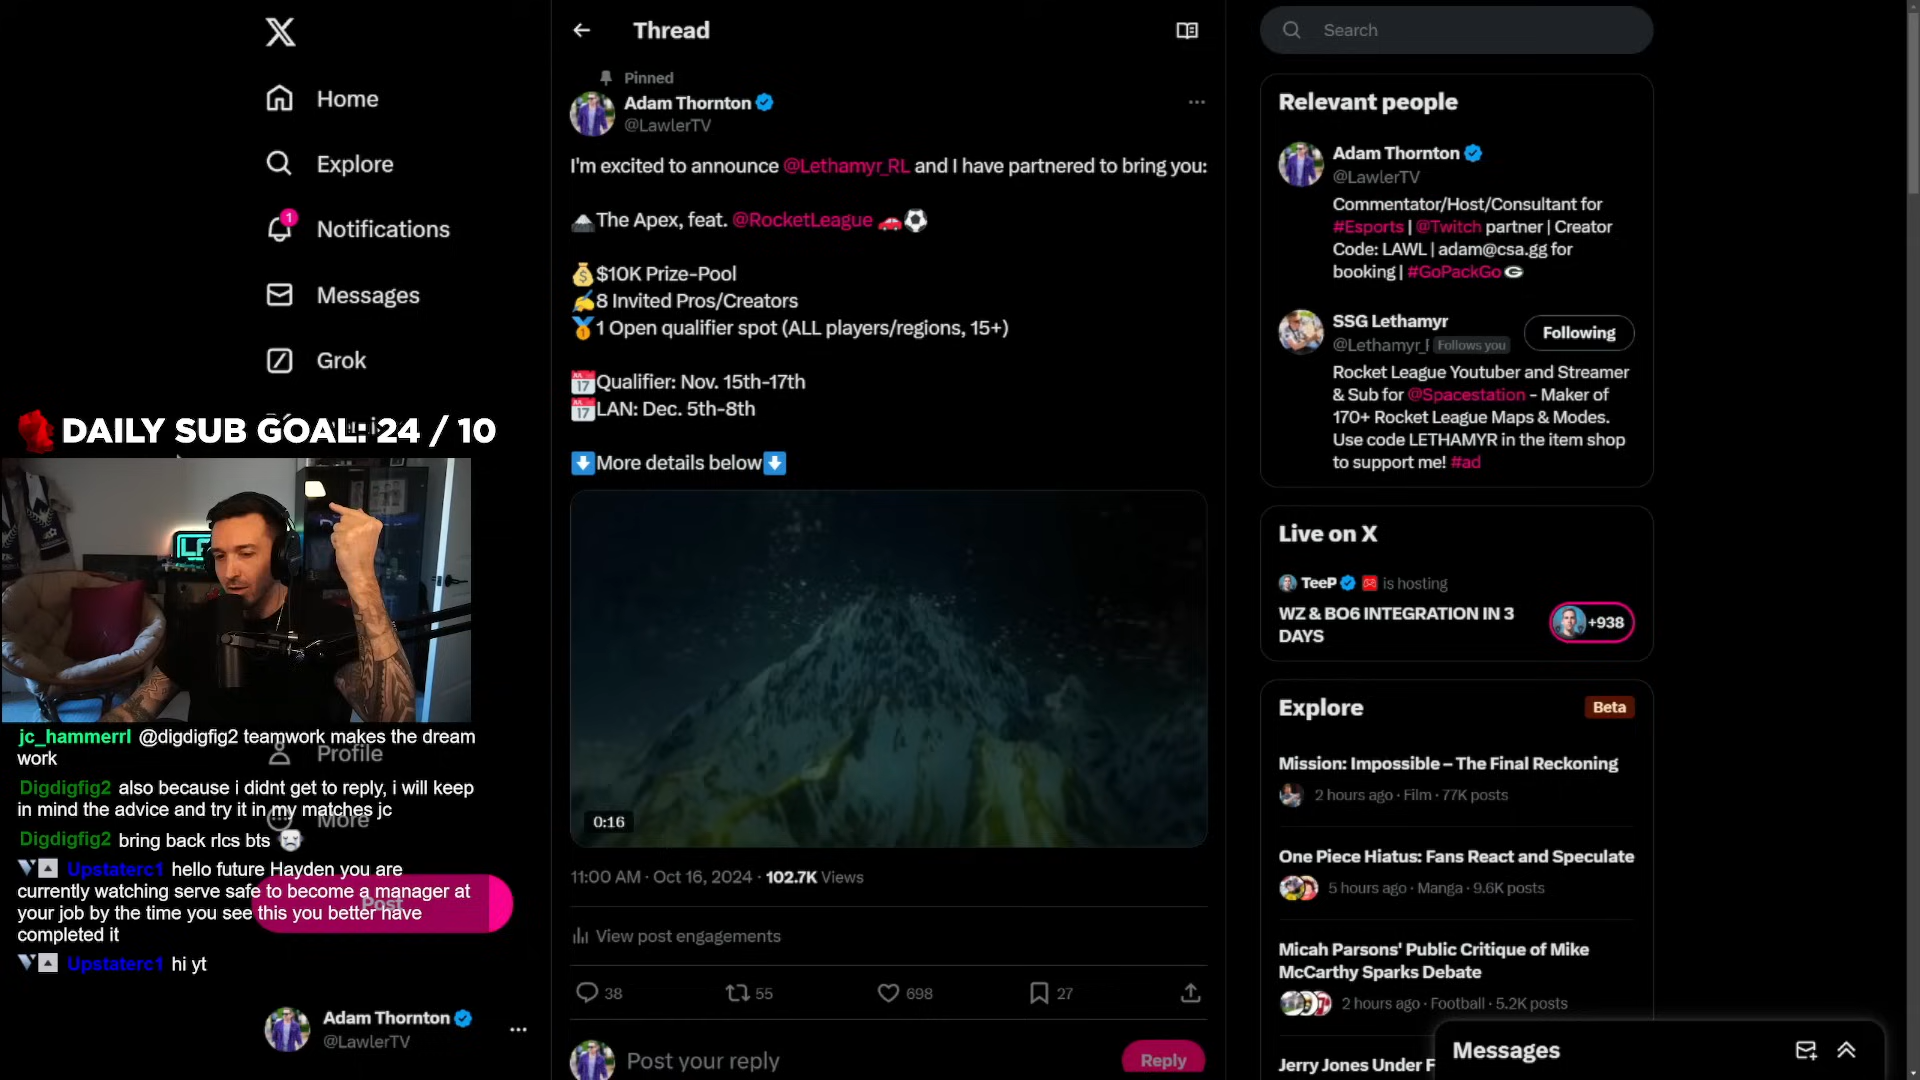 Home
Explore
1
Notifications
Messages
Grok
DAILY SUB GOAL: 24 / 10
jc_hammerrl @digdigfig2 teamwork makes the dream
work
Profile
Digdigfig2 also because i didnt get to reply, i will keep
in mind the advice and try it in my matches jc
More
Digdigfig2 bring back rlcs bts
Upstaterc1 hello future Hayden you are
currently watching serve safe to become a manager at
your job by the time you see this you better have
completed it
Post
Upstaterc1 hi yt
Adam Thornton
@LawlerTV
Thread
Pinned
Adam Thornton
@LawlerTV
I'm excited to announce @Lethamyr_RL and I have partnered to bring you:
🏔️The Apex, feat. @RocketLeague 🚗⚽
💰$10K Prize-Pool
✍️8 Invited Pros/Creators
🥇1 Open qualifier spot (ALL players/regions, 15+)
📅Qualifier: Nov. 15th-17th
📅LAN: Dec. 5th-8th
⬇️More details below⬇️
0:16
11:00 AM · Oct 16, 2024 · 102.7K Views
View post engagements
38
55
698
27
Post your reply
Reply
Search
Relevant people
Adam Thornton
@LawlerTV
Commentator/Host/Consultant for
#Esports | @Twitch partner | Creator
Code: LAWL | adam@csa.gg for
booking | #GoPackGo
SSG Lethamyr
@Lethamyr_ Follows you
Following
Rocket League Youtuber and Streamer
& Sub for @Spacestation - Maker of
170+ Rocket League Maps & Modes.
Use code LETHAMYR in the item shop
to support me! #ad
Live on X
TeeP is hosting
WZ & BO6 INTEGRATION IN 3
DAYS
+938
Explore
Beta
Mission: Impossible – The Final Reckoning
2 hours ago · Film · 77K posts
One Piece Hiatus: Fans React and Speculate
5 hours ago · Manga · 9.6K posts
Micah Parsons' Public Critique of Mike
McCarthy Sparks Debate
2 hours ago · Football · 5.2K posts
Jerry Jones Under F
Messages